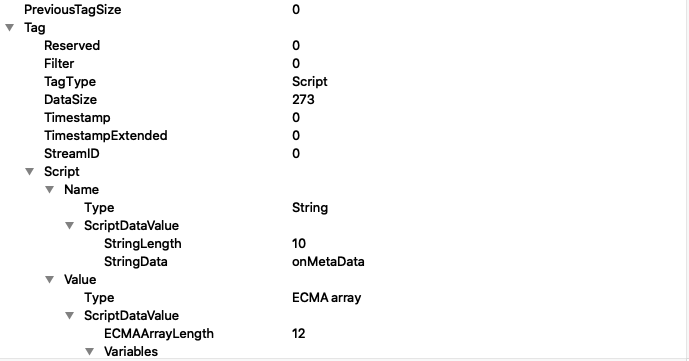 PreviousTagSize 0
Tag
Reserved 0
Filter 0
TagType Script
DataSize 273
Timestamp 0
TimestampExtended 0
StreamID 0
Script
Name
Type String
ScriptDataValue
StringLength 10
StringData onMetaData
Value
Type ECMA array
ScriptDataValue
ECMAArrayLength 12
Variables